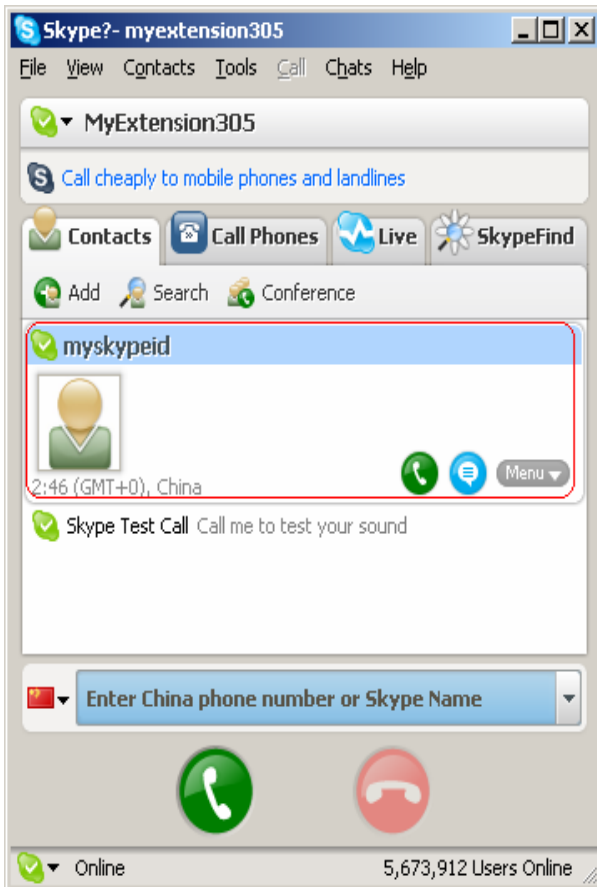 Skype?- myextension305
File View Contacts Tools Call Chats Help
MyExtension305
Call cheaply to mobile phones and landlines
Contacts Call Phones Live SkypeFind
Add Search Conference
myskypeid
2:46 (GMT+0), China Menu
Skype Test Call Call me to test your sound
Enter China phone number or Skype Name
Online 5,673,912 Users Online